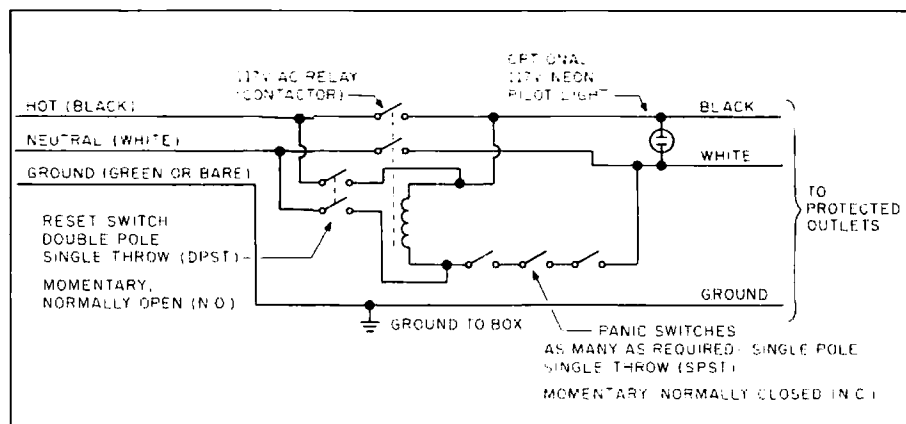 117V AC RELAY
(CONTACTOR)
OPTIONAL
117V NEON
PILOT LIGHT
HOT (BLACK)
BLACK
NEUTRAL (WHITE)
WHITE
GROUND (GREEN OR BARE)
TO
PROTECTED
OUTLETS
RESET SWITCH
DOUBLE POLE
SINGLE THROW (DPST)
MOMENTARY,
NORMALLY OPEN (N.O.)
GROUND
GROUND TO BOX
PANIC SWITCHES
AS MANY AS REQUIRED- SINGLE POLE
SINGLE THROW (SPST)
MOMENTARY NORMALLY CLOSED (N.C.)